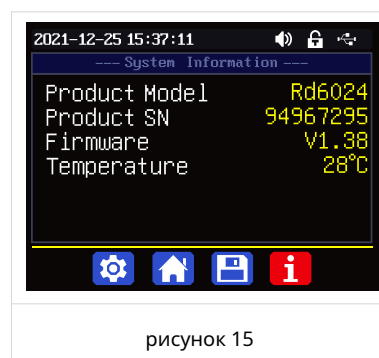 2021-12-25 15:37:11
--- System Information ---
Product Model Rd6024
Product SN 94967295
Firmware V1.38
Temperature 28℃
i
рисунок 15